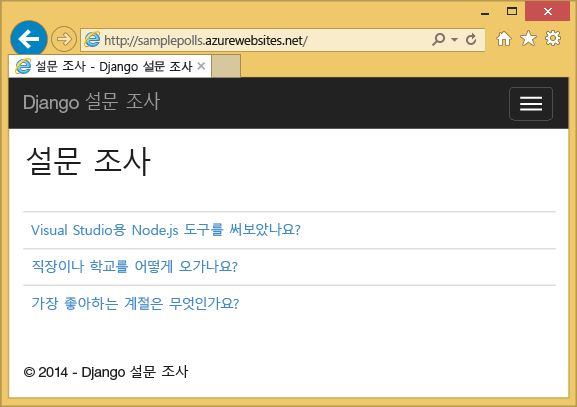 http://samplepolls.azurewebsites.net/
설문 조사 - Django 설문 조사
Django 설문 조사
설문 조사
Visual Studio용 Node.js 도구를 써보았나요?
직장이나 학교를 어떻게 오가나요?
가장 좋아하는 계절은 무엇인가요?
© 2014 - Django 설문 조사